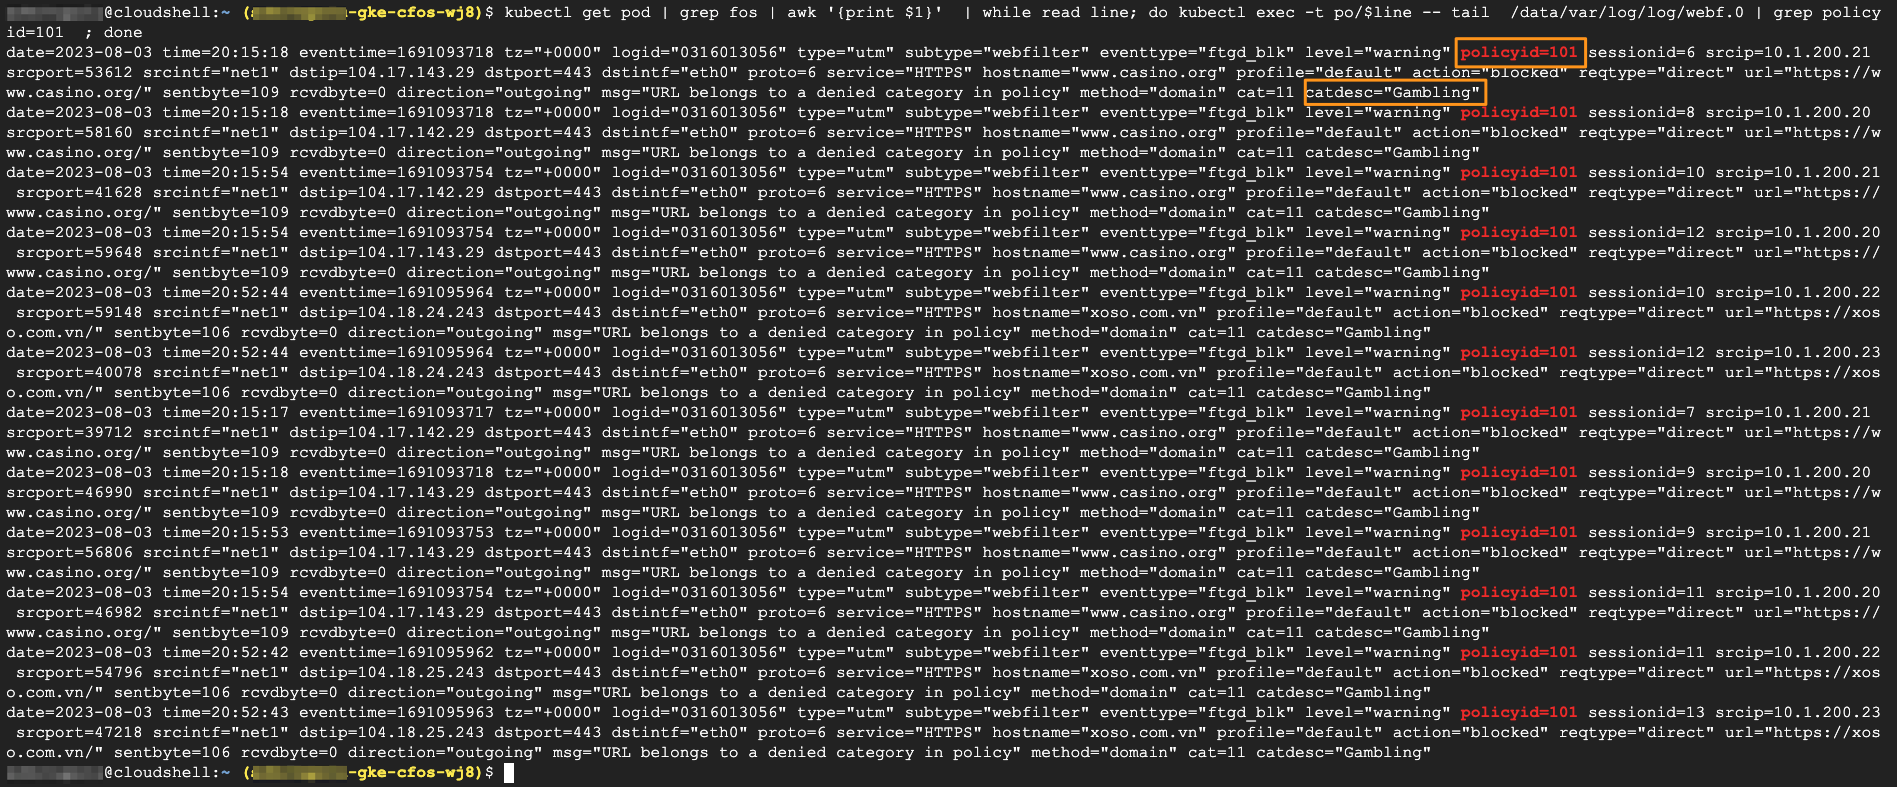 @cloudshell:~ (-gke-cfos-wj8)$ kubectl get pod | grep fos | awk '{print $1}'  | while read line; do kubectl exec -t po/$line -- tail  /data/var/log/log/webf.0 | grep policy
id=101  ; done
date=2023-08-03 time=20:15:18 eventtime=1691093718 tz="+0000" logid="0316013056" type="utm" subtype="webfilter" eventtype="ftgd_blk" level="warning" policyid=101 sessionid=6 srcip=10.1.200.21
srcport=53612 srcintf="net1" dstip=104.17.143.29 dstport=443 dstintf="eth0" proto=6 service="HTTPS" hostname="www.casino.org" profile="default" action="blocked" reqtype="direct" url="https://w
ww.casino.org/" sentbyte=109 rcvdbyte=0 direction="outgoing" msg="URL belongs to a denied category in policy" method="domain" cat=11 catdesc="Gambling"
date=2023-08-03 time=20:15:18 eventtime=1691093718 tz="+0000" logid="0316013056" type="utm" subtype="webfilter" eventtype="ftgd_blk" level="warning" policyid=101 sessionid=8 srcip=10.1.200.20
srcport=58160 srcintf="net1" dstip=104.17.142.29 dstport=443 dstintf="eth0" proto=6 service="HTTPS" hostname="www.casino.org" profile="default" action="blocked" reqtype="direct" url="https://w
ww.casino.org/" sentbyte=109 rcvdbyte=0 direction="outgoing" msg="URL belongs to a denied category in policy" method="domain" cat=11 catdesc="Gambling"
date=2023-08-03 time=20:15:54 eventtime=1691093754 tz="+0000" logid="0316013056" type="utm" subtype="webfilter" eventtype="ftgd_blk" level="warning" policyid=101 sessionid=10 srcip=10.1.200.21
 srcport=41628 srcintf="net1" dstip=104.17.142.29 dstport=443 dstintf="eth0" proto=6 service="HTTPS" hostname="www.casino.org" profile="default" action="blocked" reqtype="direct" url="https://
www.casino.org/" sentbyte=109 rcvdbyte=0 direction="outgoing" msg="URL belongs to a denied category in policy" method="domain" cat=11 catdesc="Gambling"
date=2023-08-03 time=20:15:54 eventtime=1691093754 tz="+0000" logid="0316013056" type="utm" subtype="webfilter" eventtype="ftgd_blk" level="warning" policyid=101 sessionid=12 srcip=10.1.200.20
 srcport=59648 srcintf="net1" dstip=104.17.143.29 dstport=443 dstintf="eth0" proto=6 service="HTTPS" hostname="www.casino.org" profile="default" action="blocked" reqtype="direct" url="https://
www.casino.org/" sentbyte=109 rcvdbyte=0 direction="outgoing" msg="URL belongs to a denied category in policy" method="domain" cat=11 catdesc="Gambling"
date=2023-08-03 time=20:52:44 eventtime=1691095964 tz="+0000" logid="0316013056" type="utm" subtype="webfilter" eventtype="ftgd_blk" level="warning" policyid=101 sessionid=10 srcip=10.1.200.22
 srcport=59148 srcintf="net1" dstip=104.18.24.243 dstport=443 dstintf="eth0" proto=6 service="HTTPS" hostname="xoso.com.vn" profile="default" action="blocked" reqtype="direct" url="https://xos
o.com.vn/" sentbyte=106 rcvdbyte=0 direction="outgoing" msg="URL belongs to a denied category in policy" method="domain" cat=11 catdesc="Gambling"
date=2023-08-03 time=20:52:44 eventtime=1691095964 tz="+0000" logid="0316013056" type="utm" subtype="webfilter" eventtype="ftgd_blk" level="warning" policyid=101 sessionid=12 srcip=10.1.200.23
 srcport=40078 srcintf="net1" dstip=104.18.24.243 dstport=443 dstintf="eth0" proto=6 service="HTTPS" hostname="xoso.com.vn" profile="default" action="blocked" reqtype="direct" url="https://xos
o.com.vn/" sentbyte=106 rcvdbyte=0 direction="outgoing" msg="URL belongs to a denied category in policy" method="domain" cat=11 catdesc="Gambling"
date=2023-08-03 time=20:15:17 eventtime=1691093717 tz="+0000" logid="0316013056" type="utm" subtype="webfilter" eventtype="ftgd_blk" level="warning" policyid=101 sessionid=7 srcip=10.1.200.21
srcport=39712 srcintf="net1" dstip=104.17.142.29 dstport=443 dstintf="eth0" proto=6 service="HTTPS" hostname="www.casino.org" profile="default" action="blocked" reqtype="direct" url="https://w
ww.casino.org/" sentbyte=109 rcvdbyte=0 direction="outgoing" msg="URL belongs to a denied category in policy" method="domain" cat=11 catdesc="Gambling"
date=2023-08-03 time=20:15:18 eventtime=1691093718 tz="+0000" logid="0316013056" type="utm" subtype="webfilter" eventtype="ftgd_blk" level="warning" policyid=101 sessionid=9 srcip=10.1.200.20
srcport=46990 srcintf="net1" dstip=104.17.143.29 dstport=443 dstintf="eth0" proto=6 service="HTTPS" hostname="www.casino.org" profile="default" action="blocked" reqtype="direct" url="https://w
ww.casino.org/" sentbyte=109 rcvdbyte=0 direction="outgoing" msg="URL belongs to a denied category in policy" method="domain" cat=11 catdesc="Gambling"
date=2023-08-03 time=20:15:53 eventtime=1691093753 tz="+0000" logid="0316013056" type="utm" subtype="webfilter" eventtype="ftgd_blk" level="warning" policyid=101 sessionid=9 srcip=10.1.200.21
srcport=56806 srcintf="net1" dstip=104.17.143.29 dstport=443 dstintf="eth0" proto=6 service="HTTPS" hostname="www.casino.org" profile="default" action="blocked" reqtype="direct" url="https://w
ww.casino.org/" sentbyte=109 rcvdbyte=0 direction="outgoing" msg="URL belongs to a denied category in policy" method="domain" cat=11 catdesc="Gambling"
date=2023-08-03 time=20:15:54 eventtime=1691093754 tz="+0000" logid="0316013056" type="utm" subtype="webfilter" eventtype="ftgd_blk" level="warning" policyid=101 sessionid=11 srcip=10.1.200.20
 srcport=46982 srcintf="net1" dstip=104.17.143.29 dstport=443 dstintf="eth0" proto=6 service="HTTPS" hostname="www.casino.org" profile="default" action="blocked" reqtype="direct" url="https://
www.casino.org/" sentbyte=109 rcvdbyte=0 direction="outgoing" msg="URL belongs to a denied category in policy" method="domain" cat=11 catdesc="Gambling"
date=2023-08-03 time=20:52:42 eventtime=1691095962 tz="+0000" logid="0316013056" type="utm" subtype="webfilter" eventtype="ftgd_blk" level="warning" policyid=101 sessionid=11 srcip=10.1.200.22
 srcport=54796 srcintf="net1" dstip=104.18.25.243 dstport=443 dstintf="eth0" proto=6 service="HTTPS" hostname="xoso.com.vn" profile="default" action="blocked" reqtype="direct" url="https://xos
o.com.vn/" sentbyte=106 rcvdbyte=0 direction="outgoing" msg="URL belongs to a denied category in policy" method="domain" cat=11 catdesc="Gambling"
date=2023-08-03 time=20:52:43 eventtime=1691095963 tz="+0000" logid="0316013056" type="utm" subtype="webfilter" eventtype="ftgd_blk" level="warning" policyid=101 sessionid=13 srcip=10.1.200.23
 srcport=47218 srcintf="net1" dstip=104.18.25.243 dstport=443 dstintf="eth0" proto=6 service="HTTPS" hostname="xoso.com.vn" profile="default" action="blocked" reqtype="direct" url="https://xos
o.com.vn/" sentbyte=106 rcvdbyte=0 direction="outgoing" msg="URL belongs to a denied category in policy" method="domain" cat=11 catdesc="Gambling"
@cloudshell:~ (-gke-cfos-wj8)$